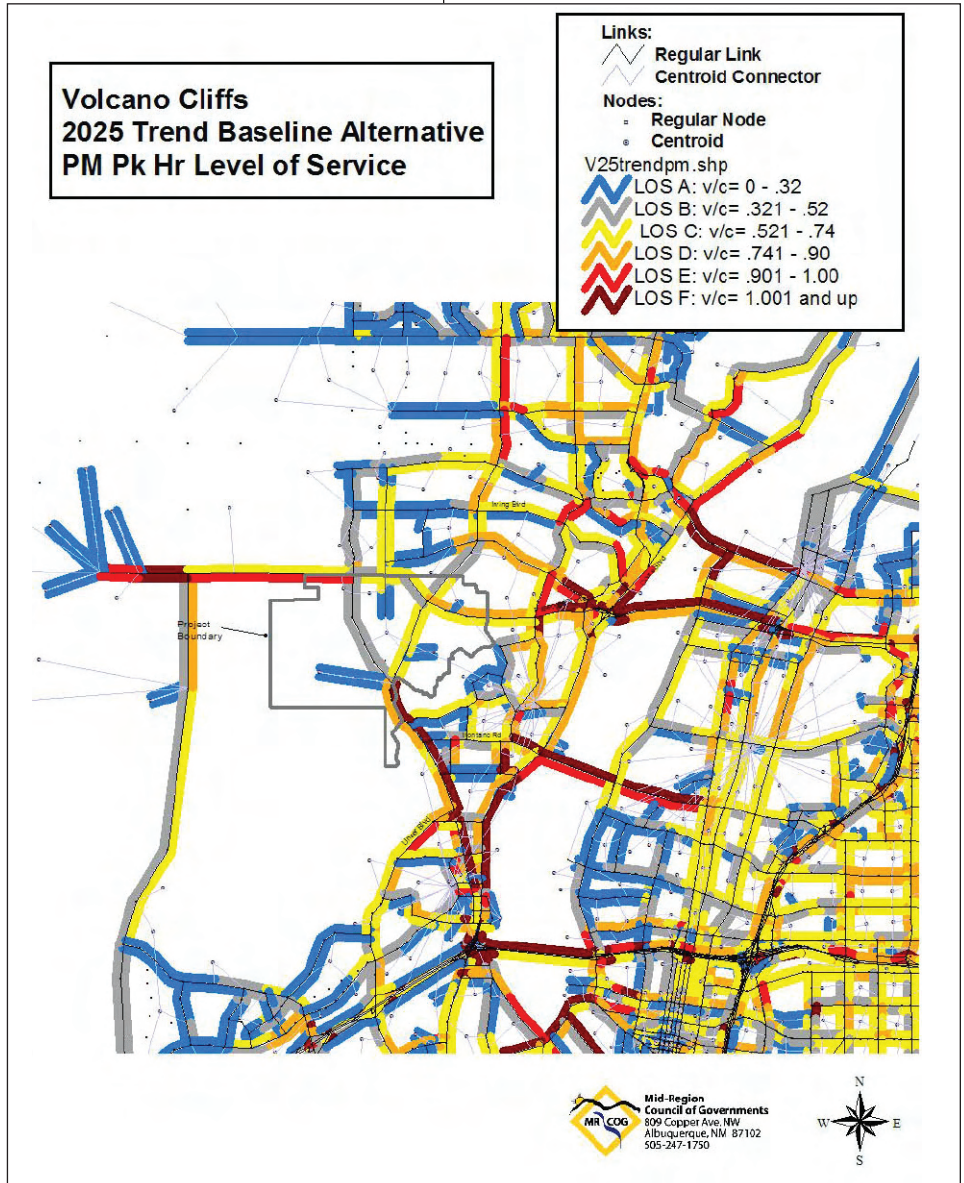 Volcano Cliffs
2025 Trend Baseline Alternative
PM Pk Hr Level of Service
Links:
Regular Link
Centroid Connector
Nodes:
Regular Node
Centroid
V25trendpm.shp
LOS A: v/c= 0 - .32
LOS B: v/c= .321 - .52
LOS C: v/c= .521 - .74
LOS D: v/c= .741 - .90
LOS E: v/c= .901 - 1.00
LOS F: v/c= 1.001 and up
Irving Blvd
Project
Boundary
Montano Rd
Unser Blvd
MR COG
Mid-Region
Council of Governments
809 Copper Ave. NW
Albuquerque, NM 87102
505-247-1750
N
W
E
S